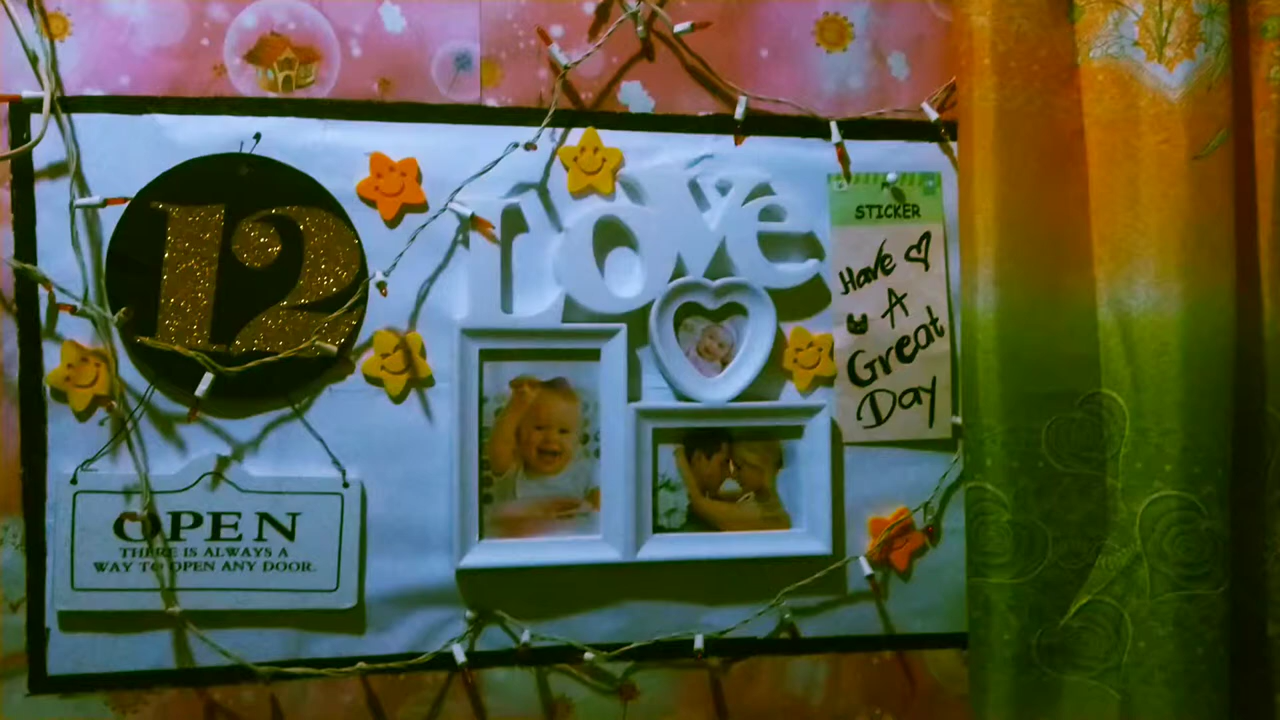 12
Love
STICKER
Have
A
Great
Day
OPEN
THERE IS ALWAYS A
WAY TO OPEN ANY DOOR.